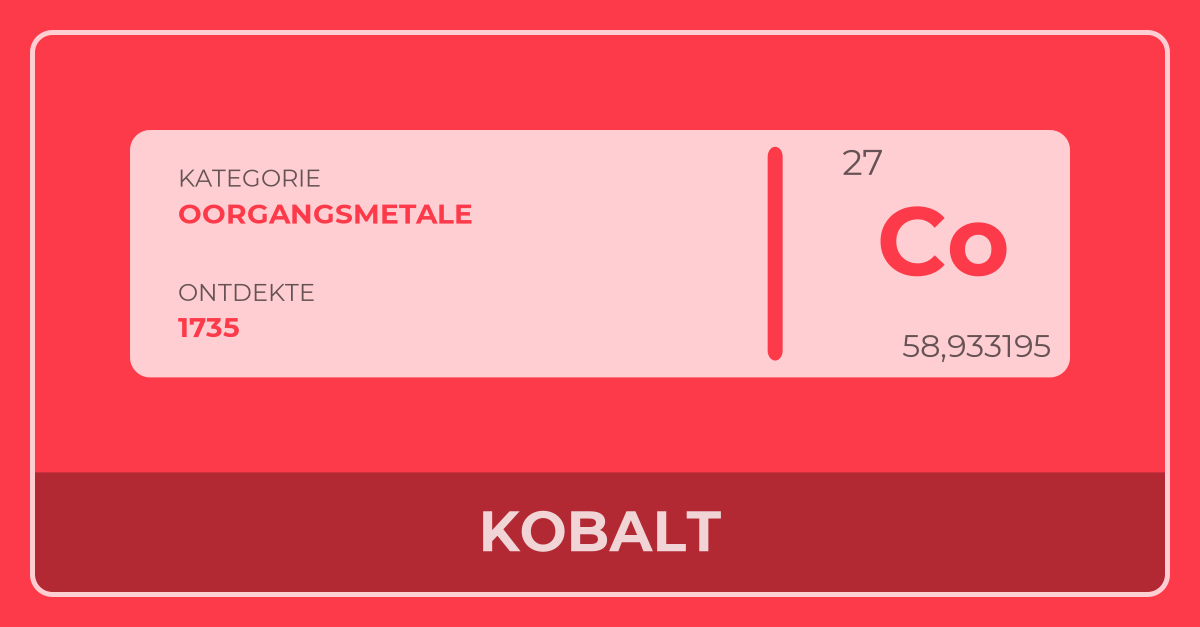 KATEGORIE
OORGANGSMETALE
ONTDEKTE
1735
27
Co
58,933195
KOBALT